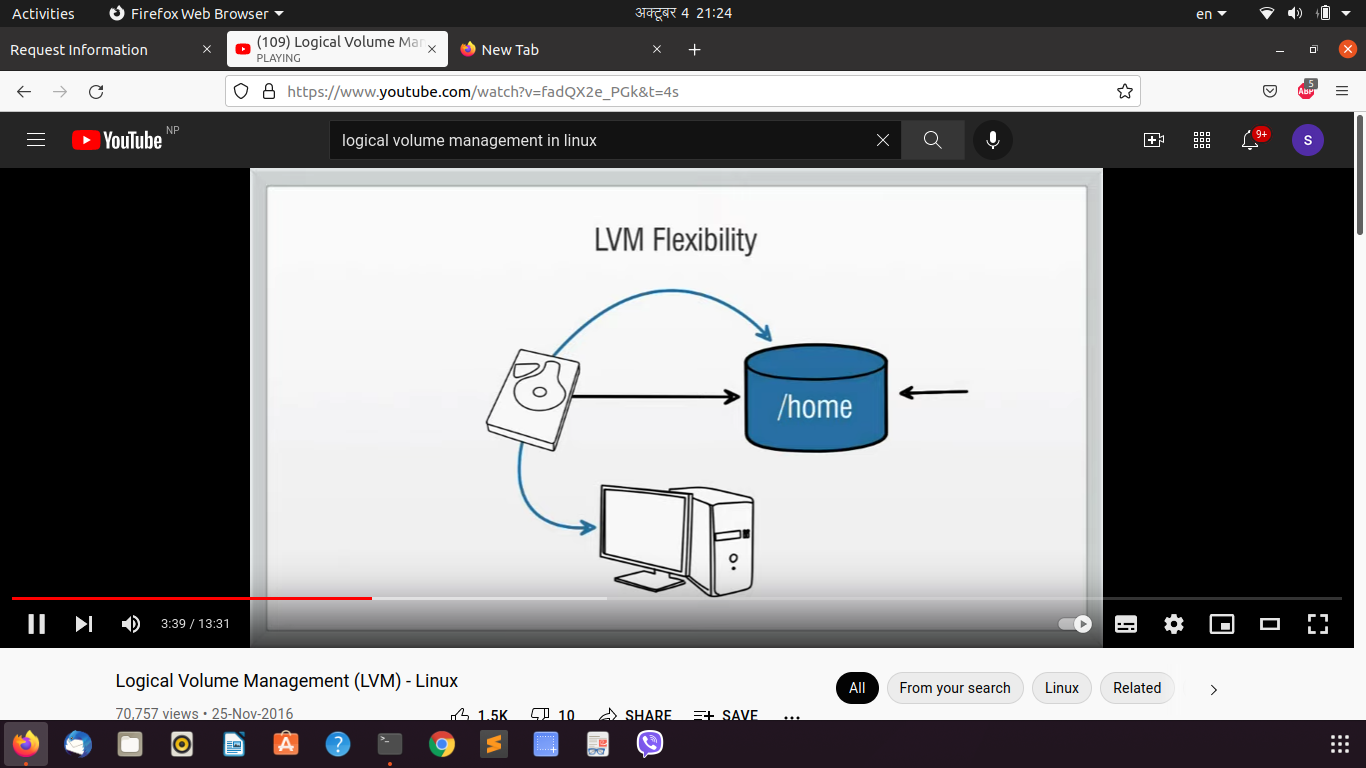 Activities Firefox Web Browser अक्टूबर 4 21:24 en
Request Information (109) Logical Volume Mar New Tab
PLAYING
https://www.youtube.com/watch?v=fadQX2e_PGk&t=4s 5 ABP
YouTube NP logical volume management in linux 9+ S
LVM Flexibility
/home
3:39 / 13:31
Logical Volume Management (LVM) - Linux All From your search Linux Related
70,757 views • 25-Nov-2016 1.5K 10 SHARE SAVE